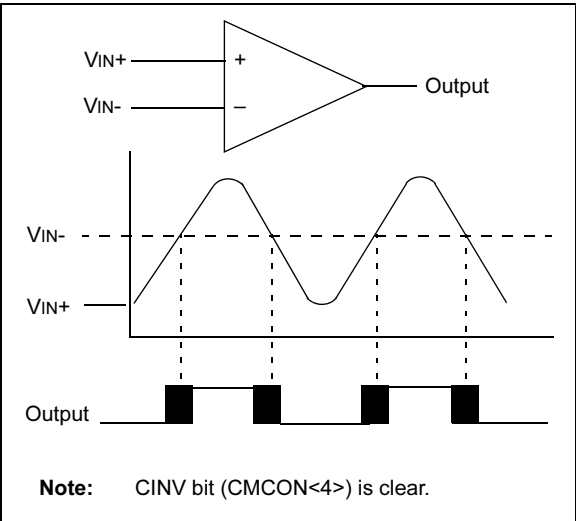 VIN+
+
Output
VIN-
–
VIN-
VIN+
Output
Note: CINV bit (CMCON<4>) is clear.